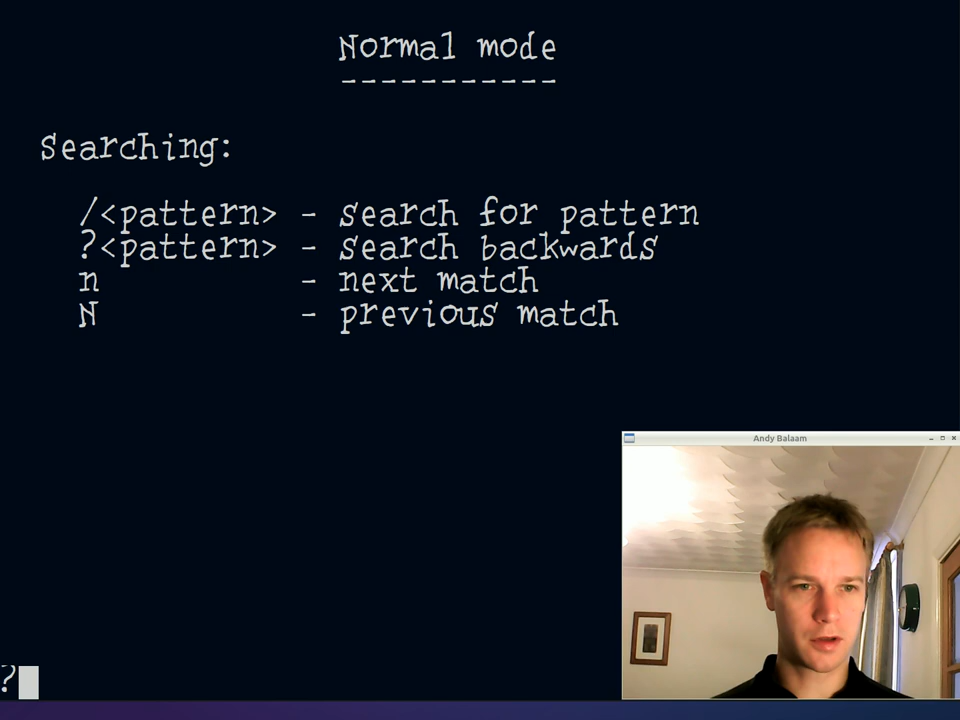 Normal mode
-----------
Searching:
/<pattern> - search for pattern
?<pattern> - search backwards
n - next match
N - previous match
Andy Balaam
?